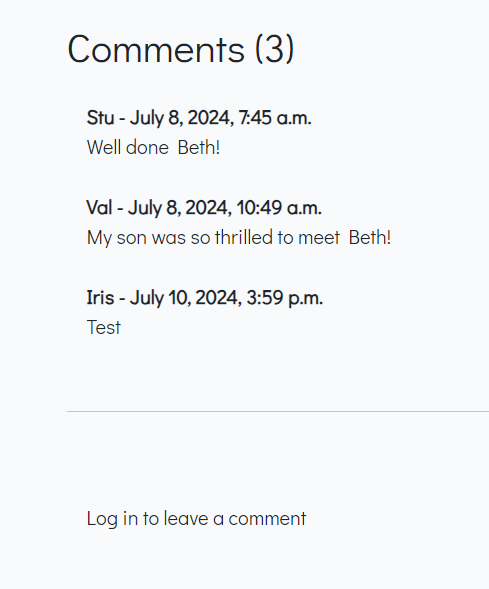 Comments (3)
Stu - July 8, 2024, 7:45 a.m.
Well done  Beth!
Val - July 8, 2024, 10:49 a.m.
My son was so thrilled to meet  Beth!
Iris - July 10, 2024, 3:59 p.m.
Test
Log in to leave a comment